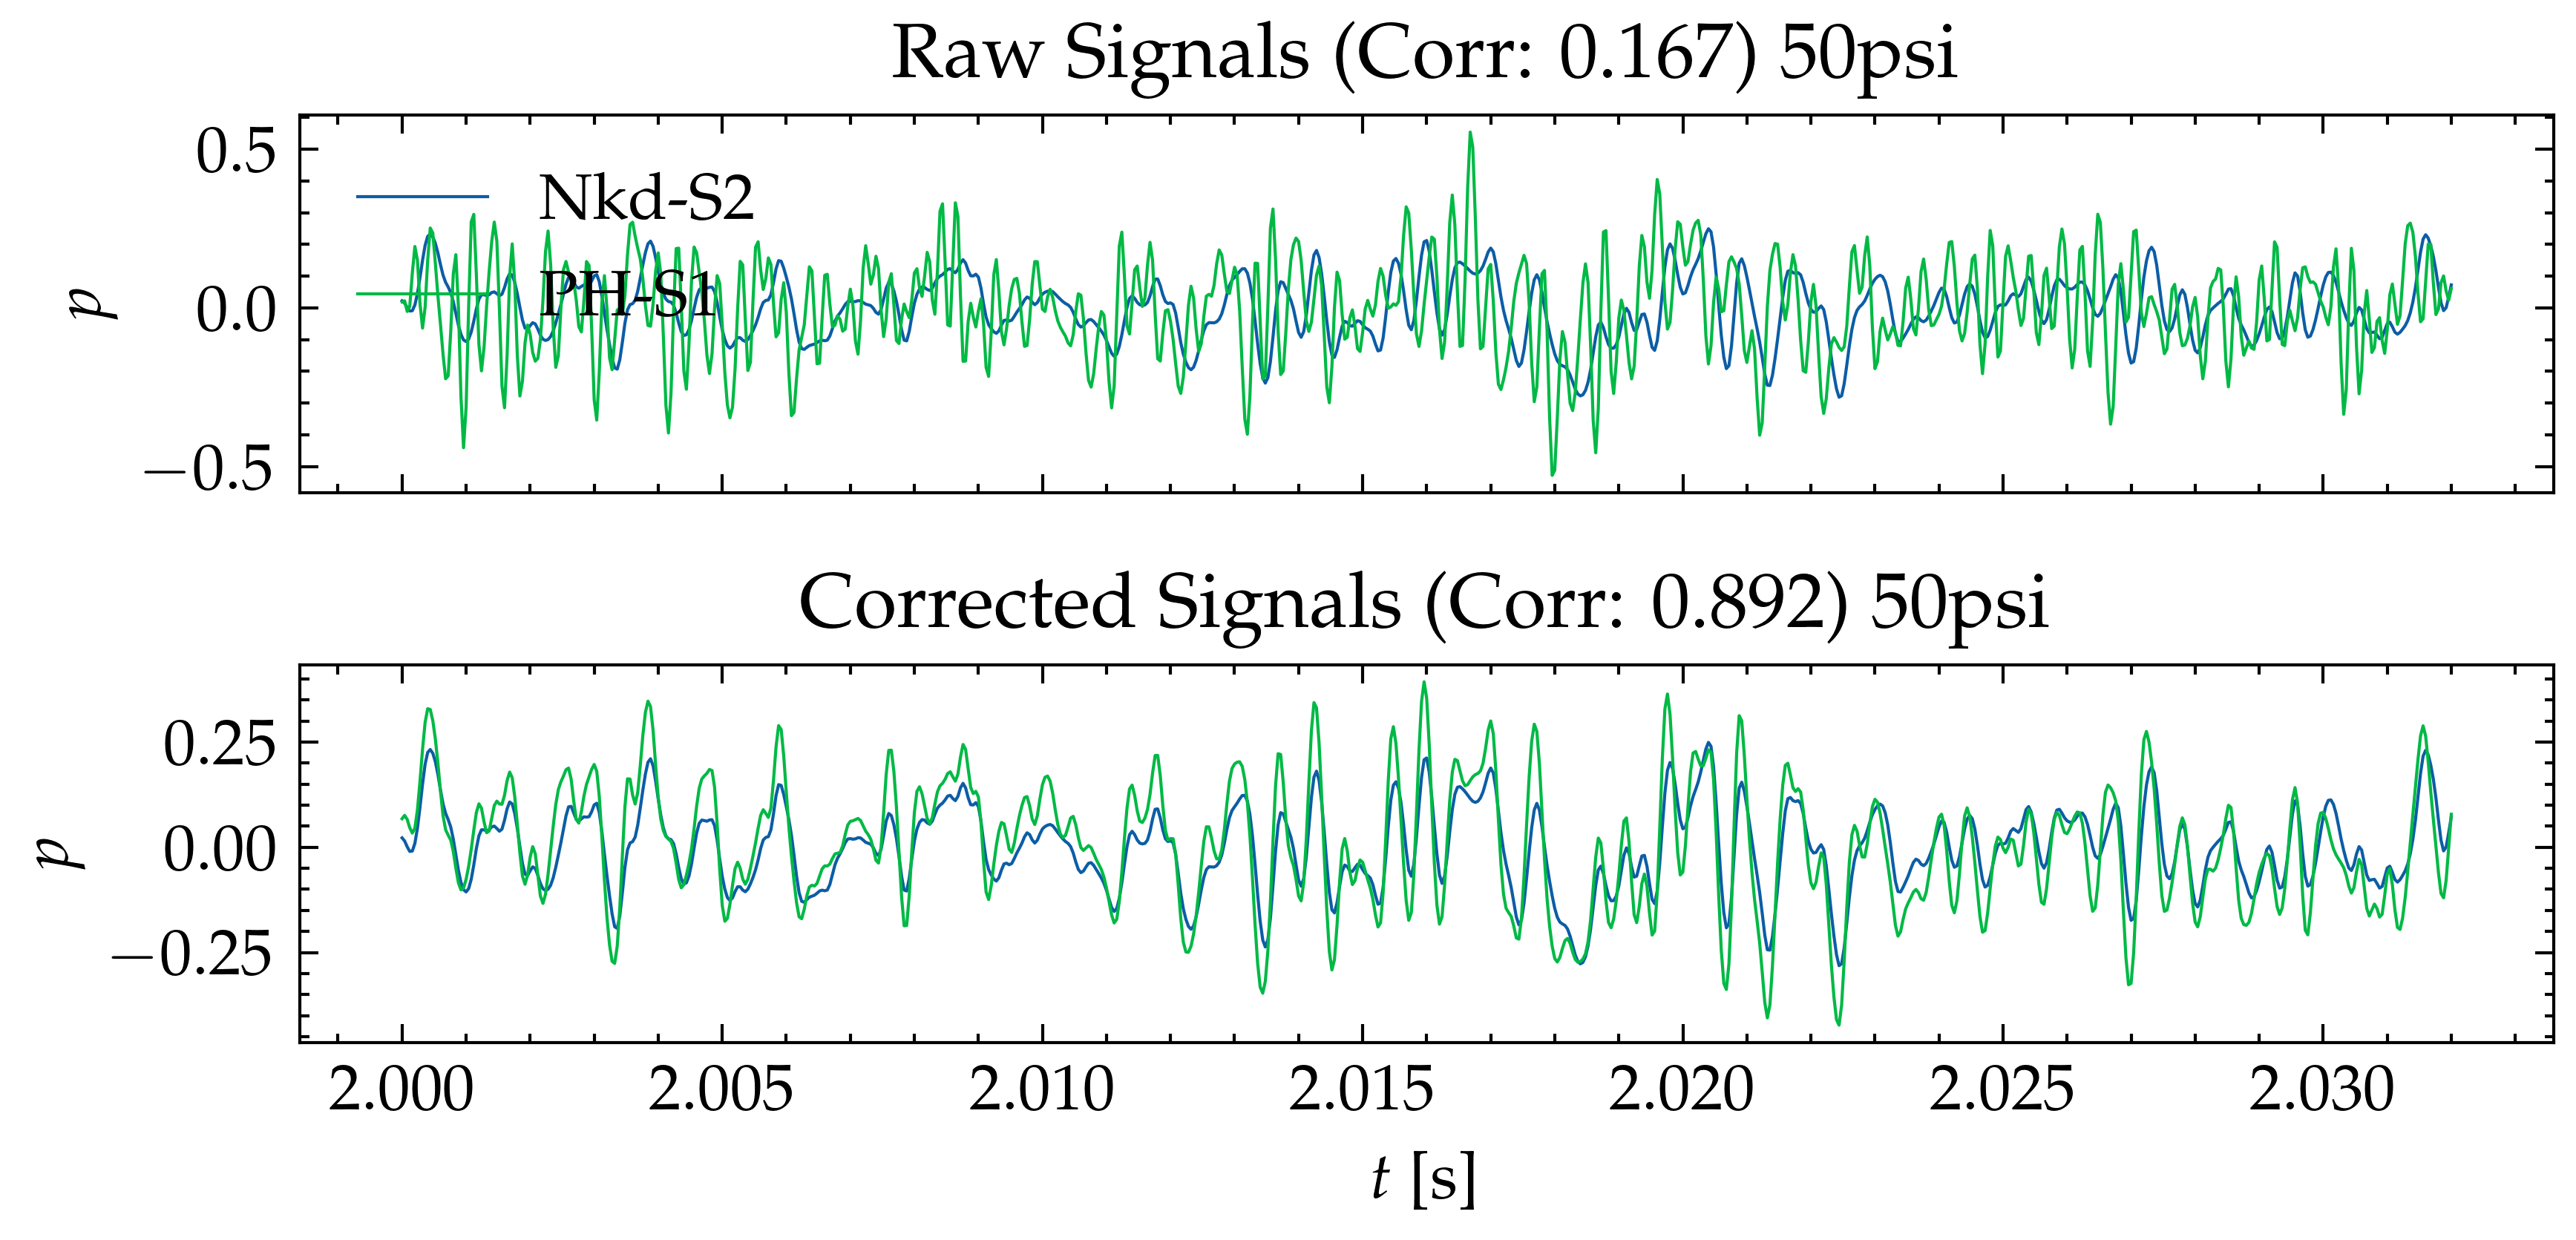 Raw Signals (Corr: 0.167) 50psi
0.5
0.0
−0.5
p
Nkd-S2
PH-S1
Corrected Signals (Corr: 0.892) 50psi
0.25
0.00
−0.25
p
2.000 2.005 2.010 2.015 2.020 2.025 2.030
t [s]